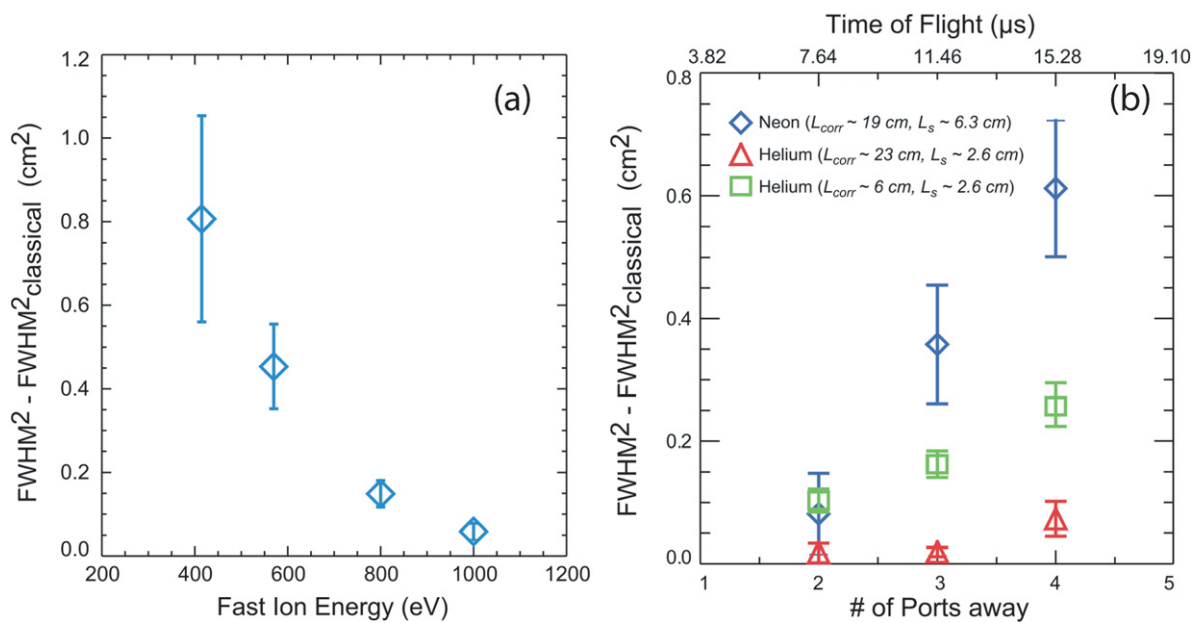 (a)
FWHM² - FWHM²classical (cm²)
1.2
1.0
0.8
0.6
0.4
0.2
0.0
200 400 600 800 1000 1200
Fast Ion Energy (eV)
Time of Flight (μs)
3.82 7.64 11.46 15.28 19.10
(b)
FWHM² - FWHM²classical (cm²)
0.8
0.6
0.4
0.2
0.0
Neon (Lcorr ~ 19 cm, Ls ~ 6.3 cm)
Helium (Lcorr ~ 23 cm, Ls ~ 2.6 cm)
Helium (Lcorr ~ 6 cm, Ls ~ 2.6 cm)
1 2 3 4 5
# of Ports away